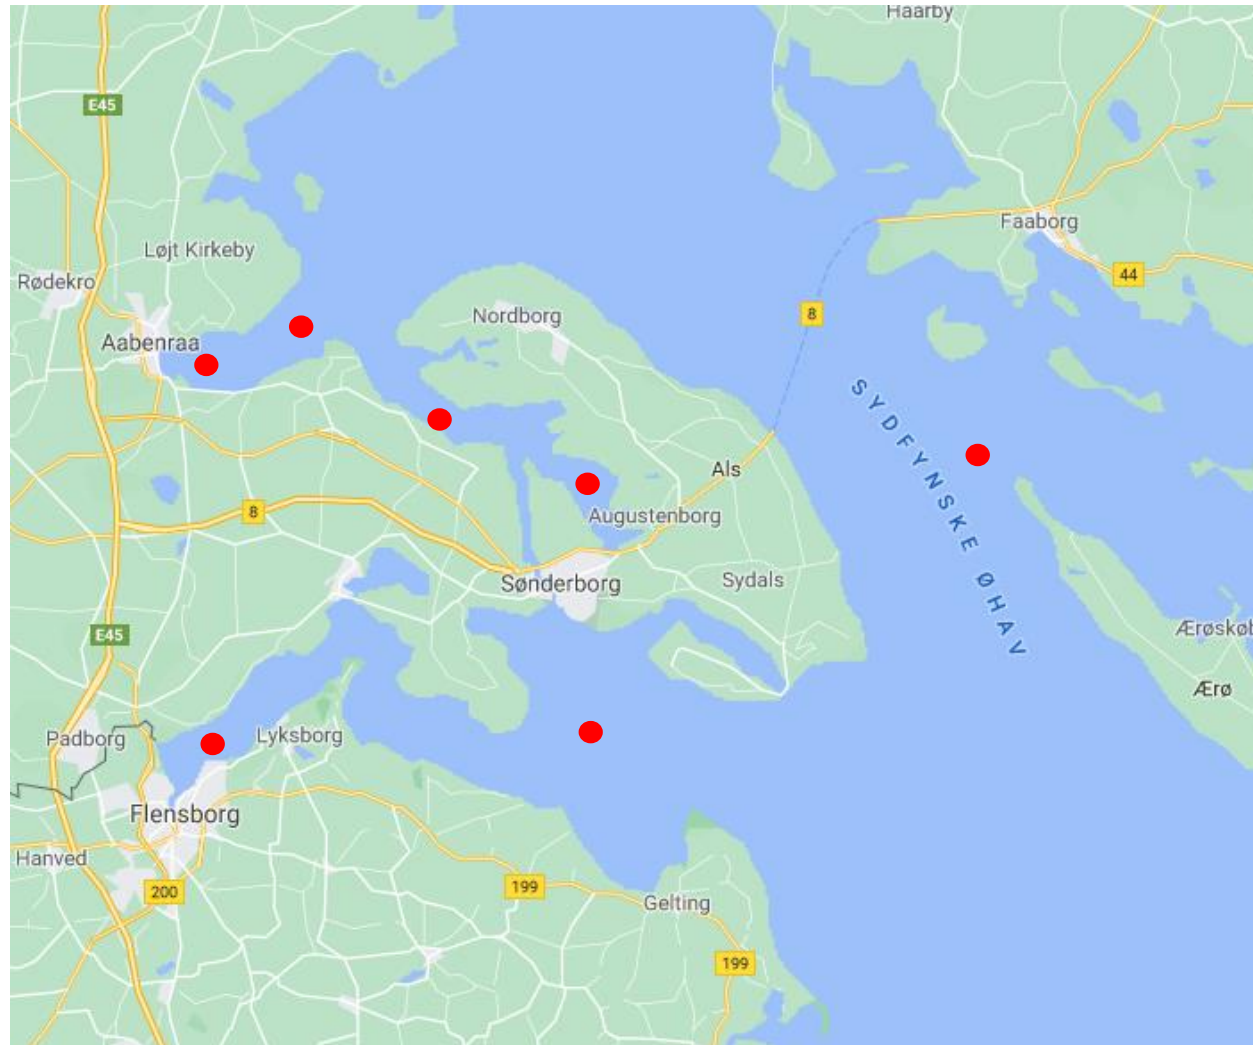 Haarby
E45
Faaborg
Løjt Kirkeby
44
Rødekro
8
Nordborg
Aabenraa
SYDFYNSKE ØHAV
Als
8
Augustenborg
Sønderborg
Sydals
E45
Ærøskøb
Ærø
Padborg
Lyksborg
Flensborg
Hanved
200
199
Gelting
199